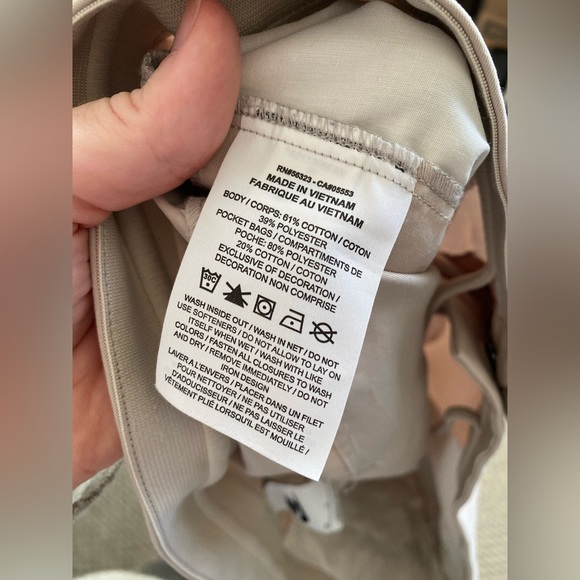 RN#56323 - CA#05553
MADE IN VIETNAM
FABRIQUE AU VIETNAM
BODY / CORPS: 61% COTTON / COTON
39% POLYESTER
POCKET BAGS / COMPARTIMENTS DE
POCHE: 80% POLYESTER
20% COTTON / COTON
EXCLUSIVE OF DECORATION /
DECORATION NON COMPRISE
30C
WASH INSIDE OUT / WASH IN NET / DO NOT
USE SOFTENERS / DO NOT ALLOW TO LAY ON
ITSELF WHEN WET / WASH WITH LIKE
COLORS / FASTEN ALL CLOSURES TO WASH
AND DRY / REMOVE IMMEDIATELY / DO NOT
IRON DESIGN
LAVER A L'ENVERS / PLACER DANS UN FILET
POUR NETTOYER / NE PAS UTILISER
D'ADOUCISSEUR / NE PAS LAISSER LE
VÊTEMENT PLIÉ LORSQU'IL EST MOUILLÉ /